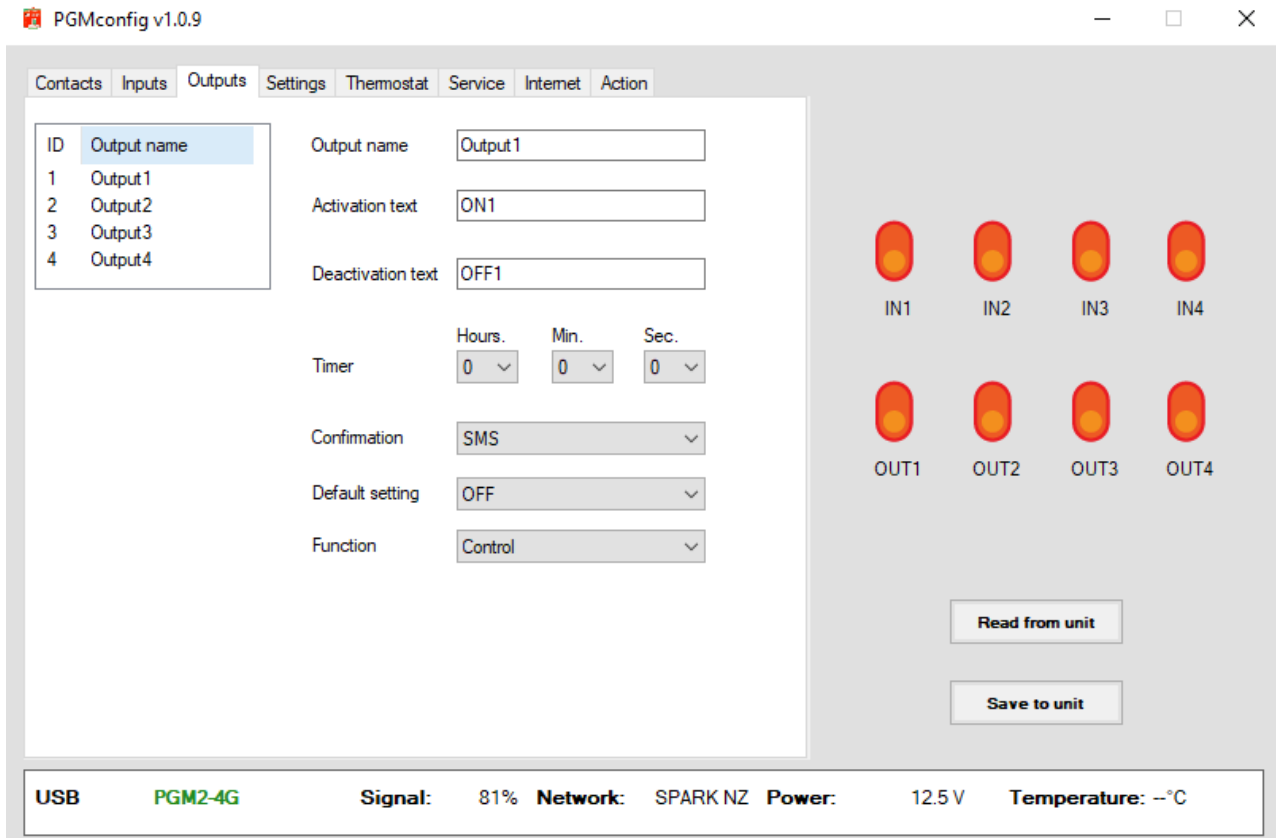 PGMconfig v1.0.9
Contacts Inputs Outputs Settings Thermostat Service Internet Action
ID Output name
1 Output1
2 Output2
3 Output3
4 Output4
Output name Output1
Activation text ON1
Deactivation text OFF1
Hours. Min. Sec.
Timer 0 0 0
Confirmation SMS
Default setting OFF
Function Control
IN1 IN2 IN3 IN4
OUT1 OUT2 OUT3 OUT4
Read from unit
Save to unit
USB PGM2-4G Signal: 81% Network: SPARK NZ Power: 12.5 V Temperature: --°C